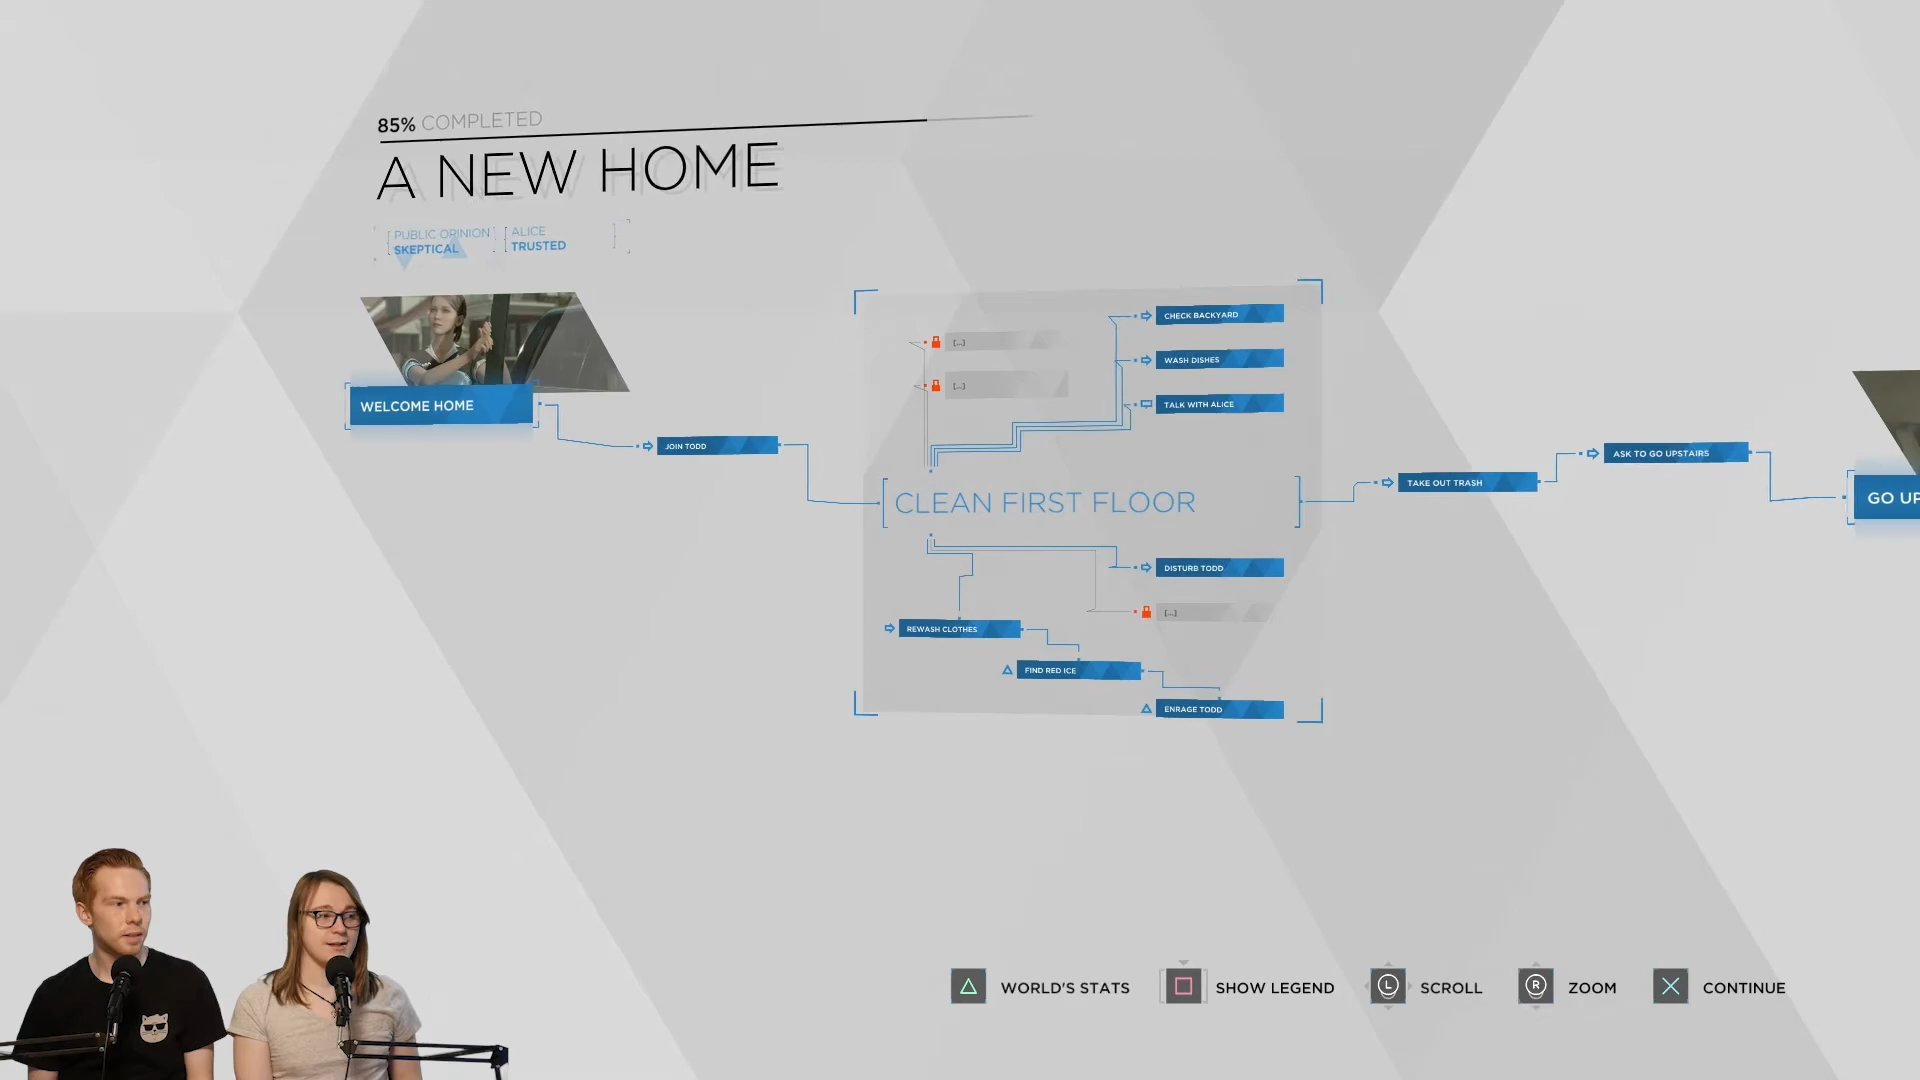 85% COMPLETED
A NEW HOME
PUBLIC OPINION
SKEPTICAL
ALICE
TRUSTED
WELCOME HOME
JOIN TODD
[...]
[...]
CHECK BACKYARD
WASH DISHES
TALK WITH ALICE
CLEAN FIRST FLOOR
DISTURB TODD
[...]
REWASH CLOTHES
FIND RED ICE
ENRAGE TODD
TAKE OUT TRASH
ASK TO GO UPSTAIRS
GO UP
WORLD'S STATS
SHOW LEGEND
L SCROLL
R ZOOM
CONTINUE